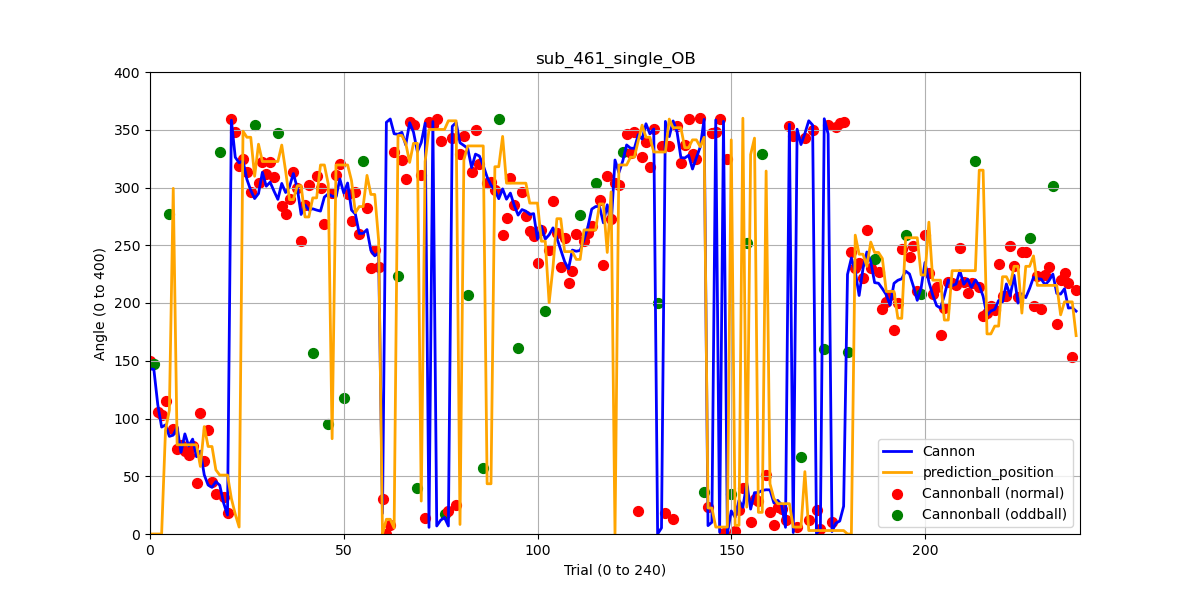 sub_461_single_OB
400
350
300
250
200
150
100
50
0
Angle (0 to 400)
0 50 100 150 200
Trial (0 to 240)
Cannon
prediction_position
Cannonball (normal)
Cannonball (oddball)